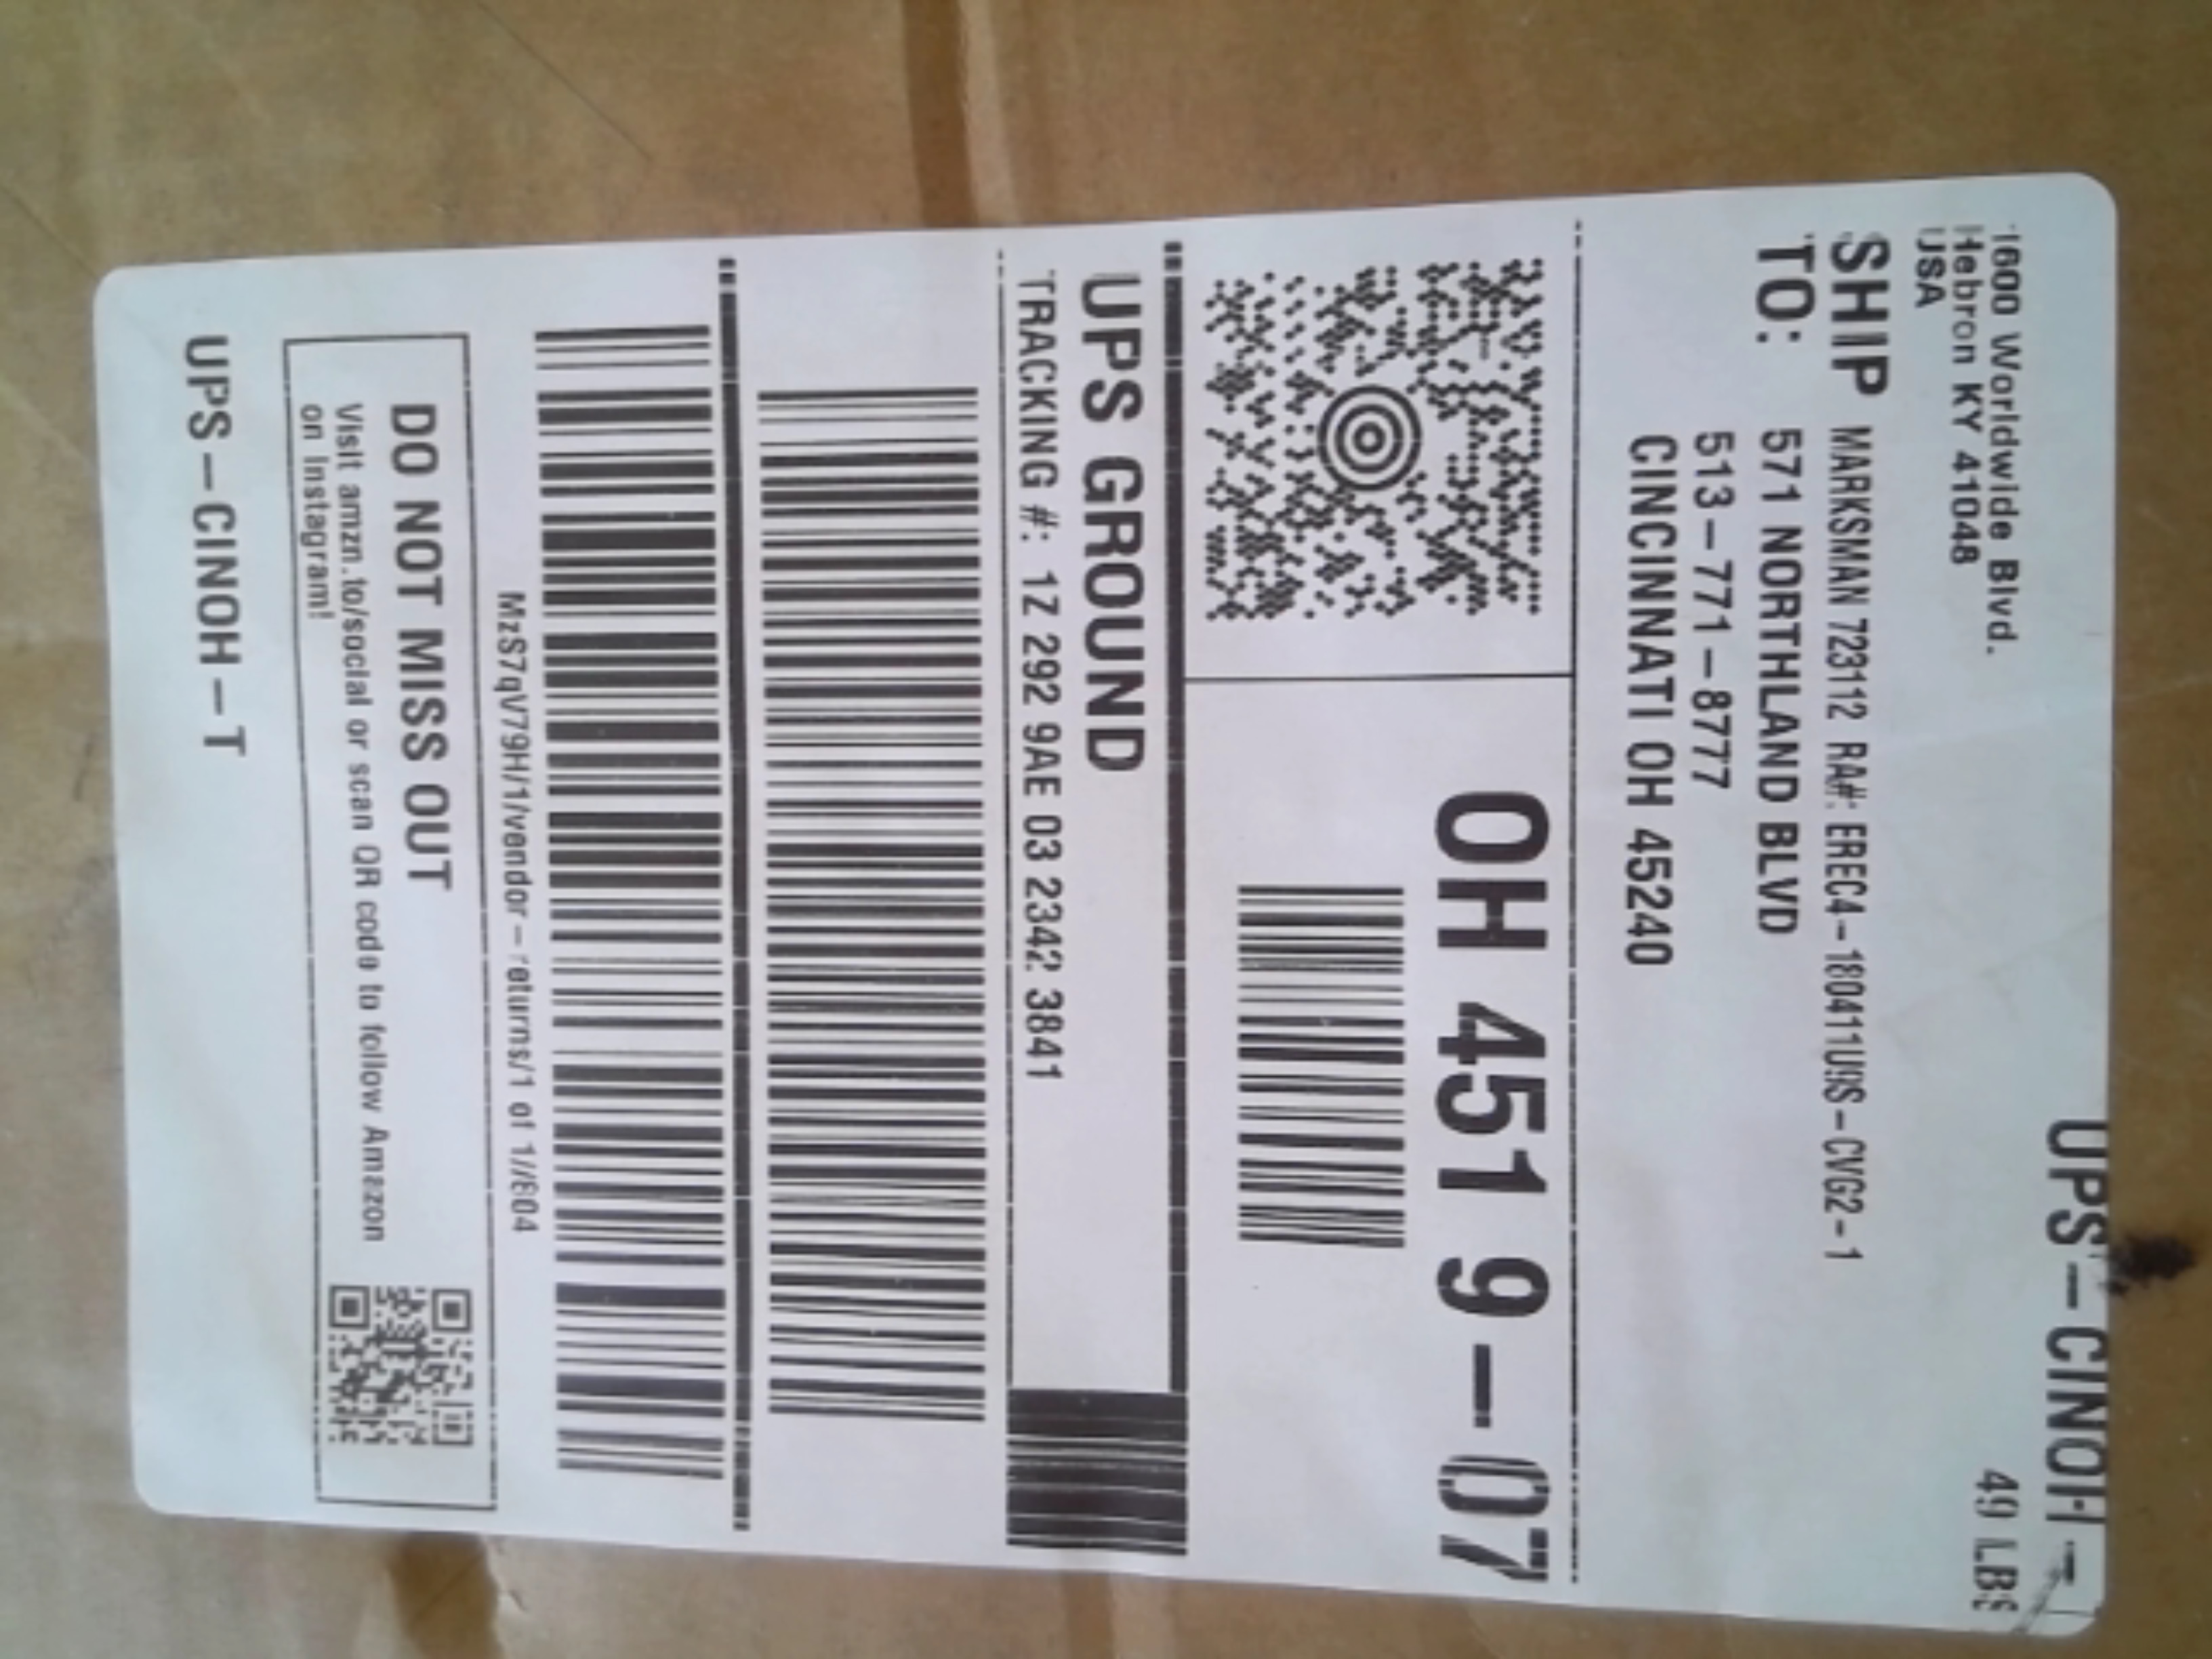 UPS-CINOH-T
49 LBS
1600 Worldwide Blvd.
Hebron KY 41048
USA
SHIP MARKSMAN 723112 RA#: EREC4-180411U9S-CVG2-1
TO: 571 NORTHLAND BLVD
513-771-8777
CINCINNATI OH 45240
OH 451 9-07
UPS GROUND
TRACKING #: 1Z 292 9AE 03 2342 3841
MzS7qV79H/1/vendor-returns/1 of 1//804
DO NOT MISS OUT
Visit amzn.to/social or scan QR code to follow Amazon
on Instagram!
UPS-CINOH-T